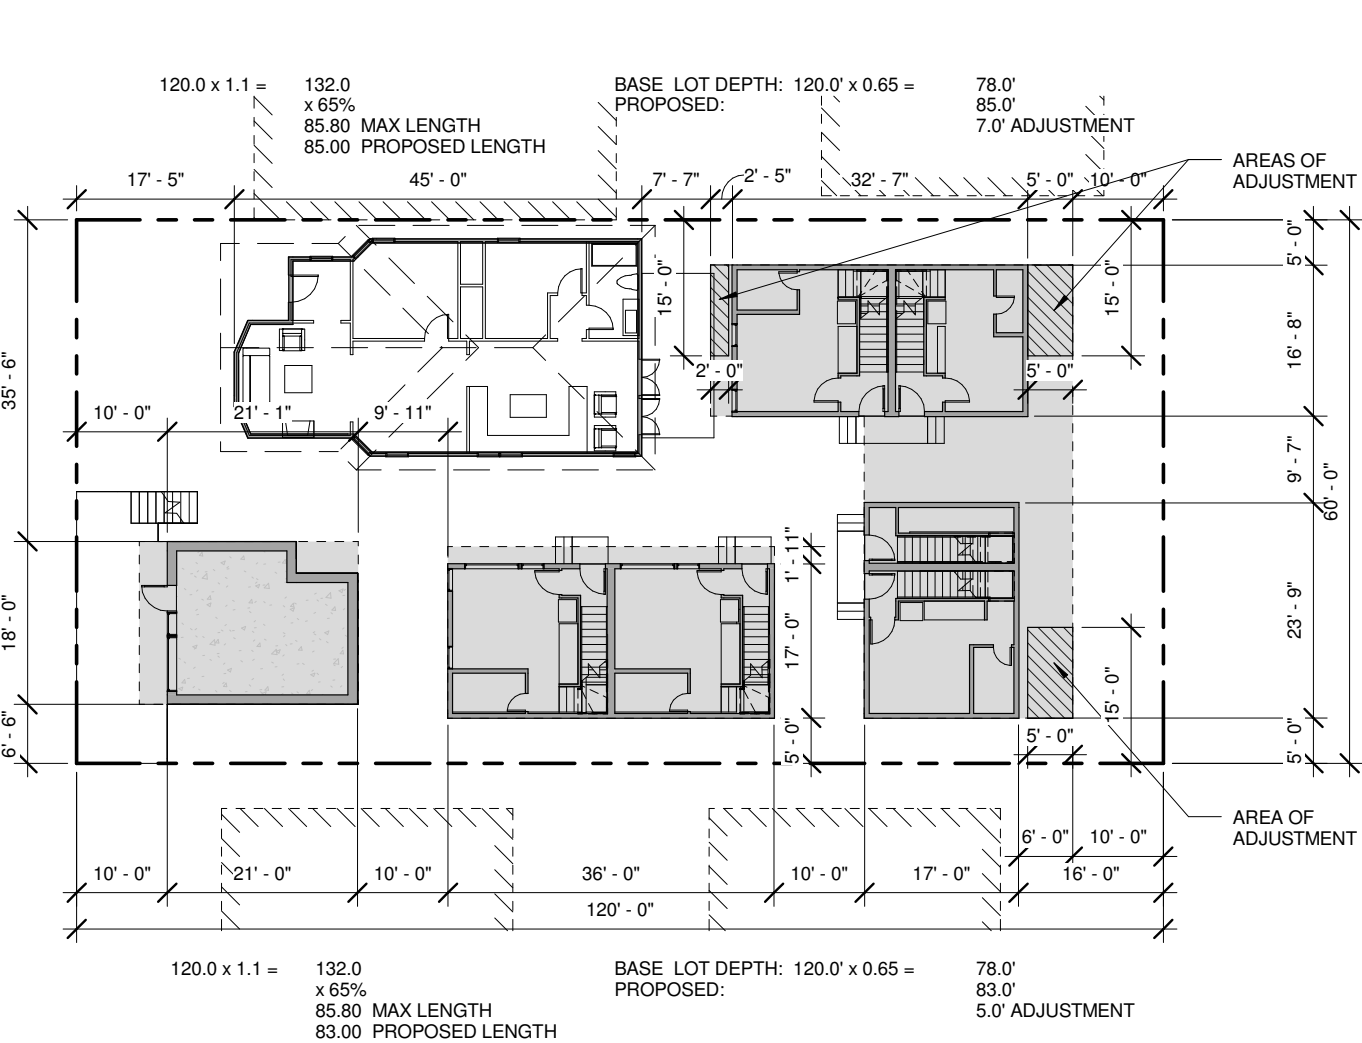 120.0 x 1.1 = 132.0
x 65%
85.80 MAX LENGTH
85.00 PROPOSED LENGTH
BASE LOT DEPTH: 120.0' x 0.65 = 78.0'
PROPOSED: 85.0'
7.0' ADJUSTMENT
AREAS OF
ADJUSTMENT
17' - 5"
45' - 0"
7' - 7"
2' - 5"
32' - 7"
5' - 0"
10' - 0"
35' - 6"
18' - 0"
6' - 6"
15' - 0"
15' - 0"
5' - 0"
16' - 8"
9' - 7"
23' - 9"
5' - 0"
60' - 0"
2' - 0"
5' - 0"
10' - 0"
21' - 1"
9' - 11"
1' - 11"
17' - 0"
5' - 0"
15' - 0"
5' - 0"
AREA OF
ADJUSTMENT
6' - 0"
10' - 0"
10' - 0"
21' - 0"
10' - 0"
36' - 0"
10' - 0"
17' - 0"
16' - 0"
120' - 0"
120.0 x 1.1 = 132.0
x 65%
85.80 MAX LENGTH
83.00 PROPOSED LENGTH
BASE LOT DEPTH: 120.0' x 0.65 = 78.0'
PROPOSED: 83.0'
5.0' ADJUSTMENT